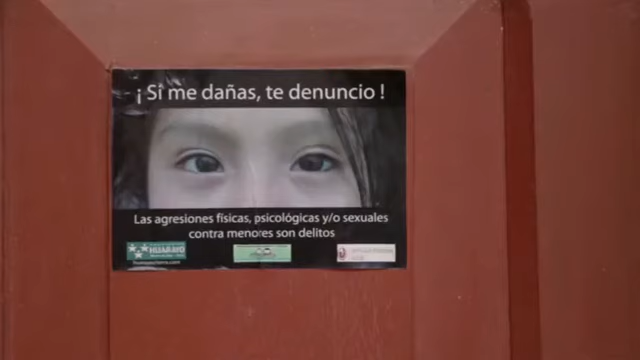 ¡ Si me dañas, te denuncio !
Las agresiones físicas, psicológicas y/o sexuales
contra menores son delitos